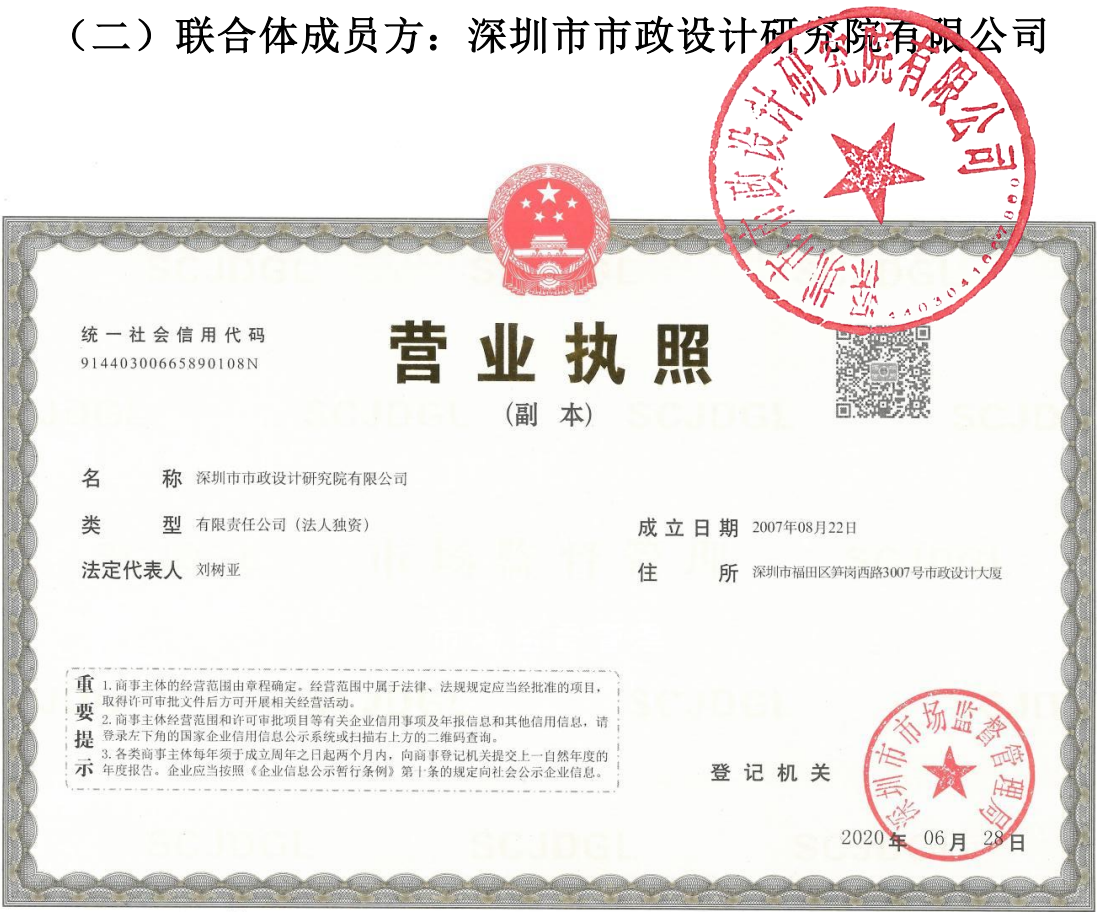 （二）联合体成员方：深圳市市政设计研究院有限公司
深圳市市政设计研究院有限公司
统一社会信用代码
91440300665890108N
营业执照
(副 本)
名 称 深圳市市政设计研究院有限公司
类 型 有限责任公司（法人独资）
成立日期 2007年08月22日
法定代表人 刘树亚
住 所 深圳市福田区笋岗西路3007号市政设计大厦
重要提示
1.商事主体的经营范围由章程确定。经营范围中属于法律、法规规定应当经批准的项目，
取得许可审批文件后方可开展相关经营活动。
2.商事主体经营范围和许可审批项目等有关企业信用事项及年报信息和其他信用信息，请
登录左下角的国家企业信用信息公示系统或扫描右上方的二维码查询。
3.各类商事主体每年须于成立周年之日起两个月内，向商事登记机关提交上一自然年度的
年度报告。企业应当按照《企业信息公示暂行条例》第十条的规定向社会公示企业信息。
登记机关
深圳市市场监督管理局
2020年 06月 28日